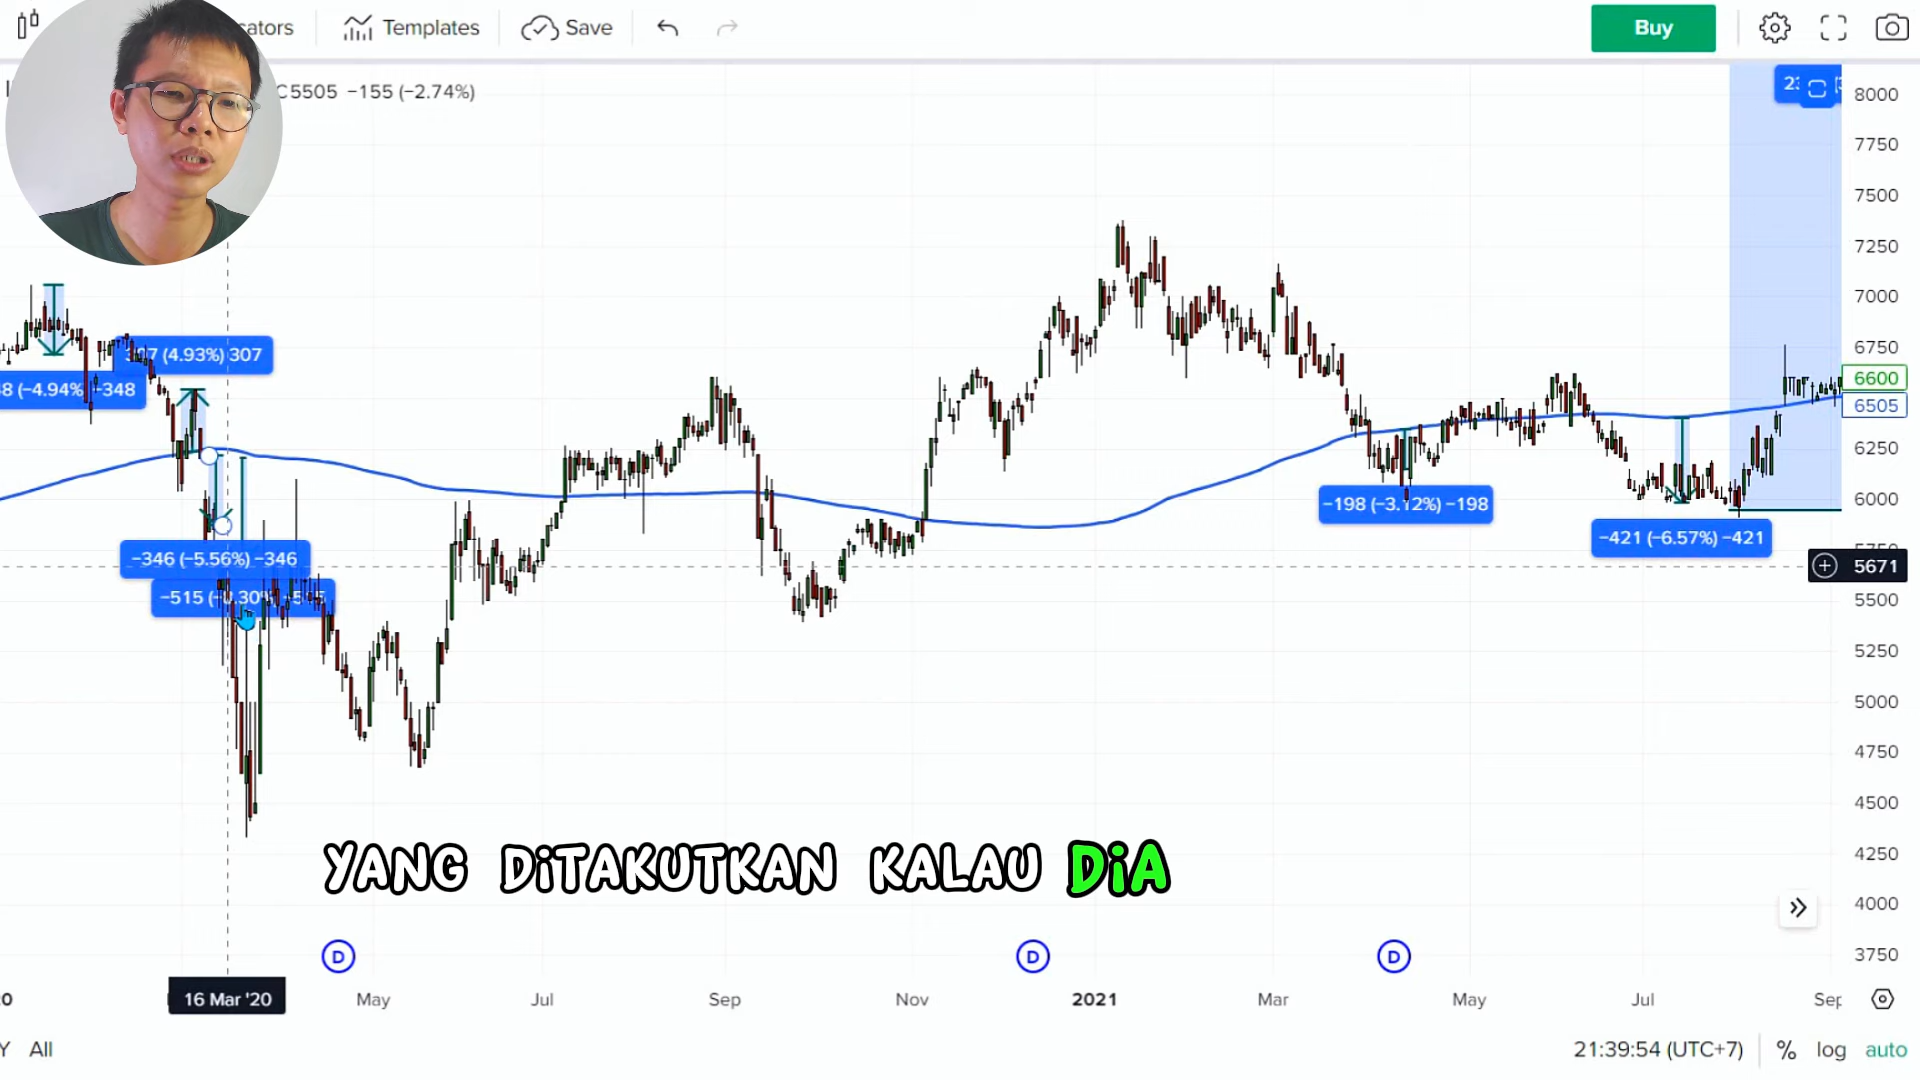 Templates
Save
Buy
C5505 −155 (−2.74%)
8000
7750
7500
7250
7000
6750
6600
6505
6250
6000
5671
5500
5250
5000
4750
4500
4250
4000
3750
(4.93%) 307
(−4.94%) −348
−346 (−5.56%) −346
−515
−198 (−3.12%) −198
−421 (−6.57%) −421
YANG DITAKUTKAN KALAU DIA
D
D
D
16 Mar '20
May
Jul
Sep
Nov
2021
Mar
May
Jul
Sep
All
21:39:54 (UTC+7)
%
log
auto